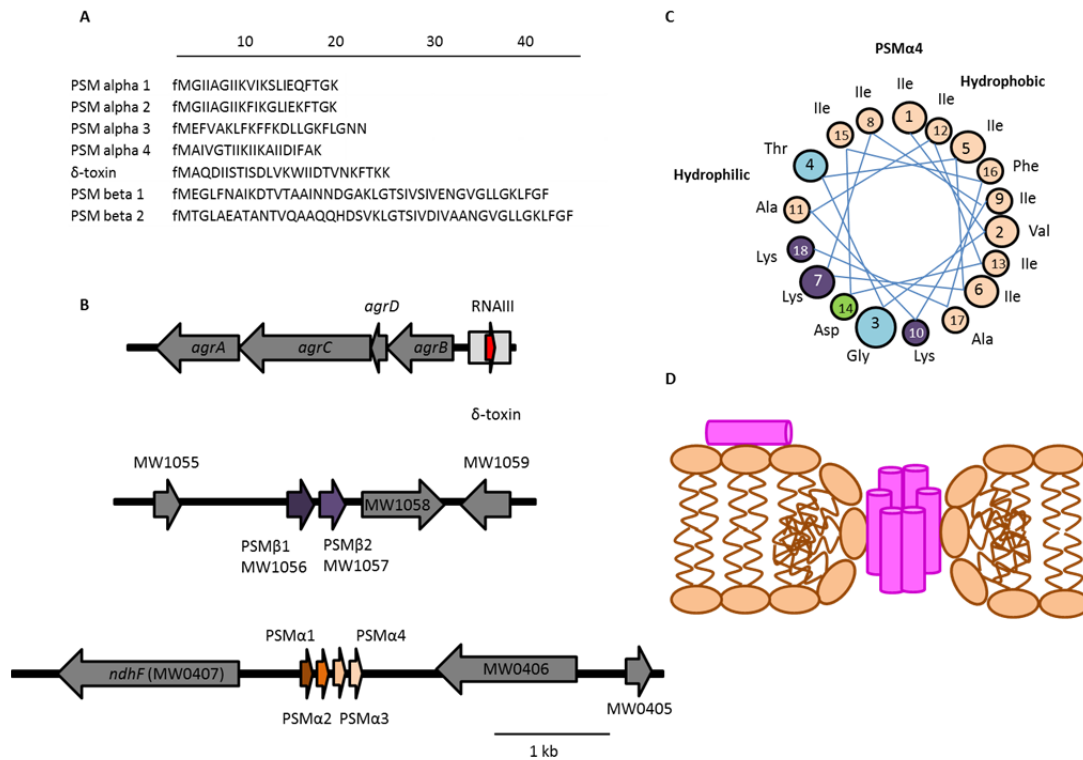 A
10 20 30 40
PSM alpha 1 fMGIIAGIIKVIKSLIEQFTGK
PSM alpha 2 fMGIIAGIIKFIKGLIEKFTGK
PSM alpha 3 fMEFVAKLFKFFKDLLGKFLGNN
PSM alpha 4 fMAIVGTIIKIIKAIIDIFAK
δ-toxin fMAQDIISTISDLVKWIIDTVNKFTKK
PSM beta 1 fMEGLFNAIKDTVTAAINNDGAKLGTSIVSIVENGVGLLGKLFGF
PSM beta 2 fMTGLAEATANTVQAAQQHDSVKLGTSIVDIVAANGVGLLGKLFGF
B
agrD RNAIII
agrA agrC agrB
δ-toxin
MW1055 MW1059
MW1058
PSMβ1 PSMβ2
MW1056 MW1057
PSMα1 PSMα4
ndhF (MW0407) MW0406
PSMα2 PSMα3 MW0405
1 kb
C
PSMα4
Hydrophobic
Hydrophilic
Ile 1
Ile 12
Ile 5
Phe 16
Ile 9
Val 2
Ile 13
Ile 6
Ala 17
Lys 10
Gly 3
Asp 14
Lys 7
Lys 18
Ala 11
Thr 4
Ile 15
Ile 8
D